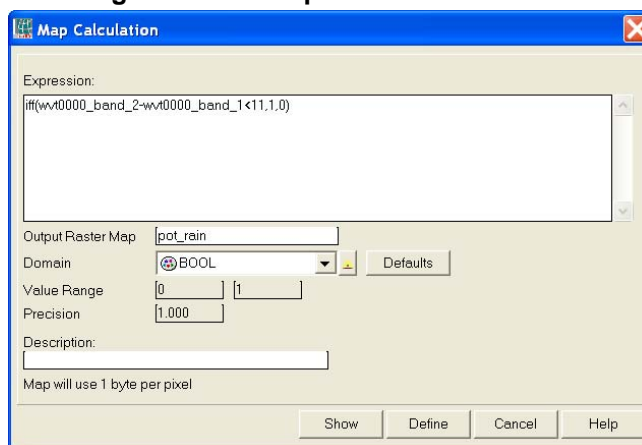 Map Calculation
Expression:
iff(wvt0000_band_2-wvt0000_band_1<11,1,0)
Output Raster Map pot_rain
Domain BOOL Defaults
Value Range 0 1
Precision 1.000
Description:
Map will use 1 byte per pixel
Show Define Cancel Help